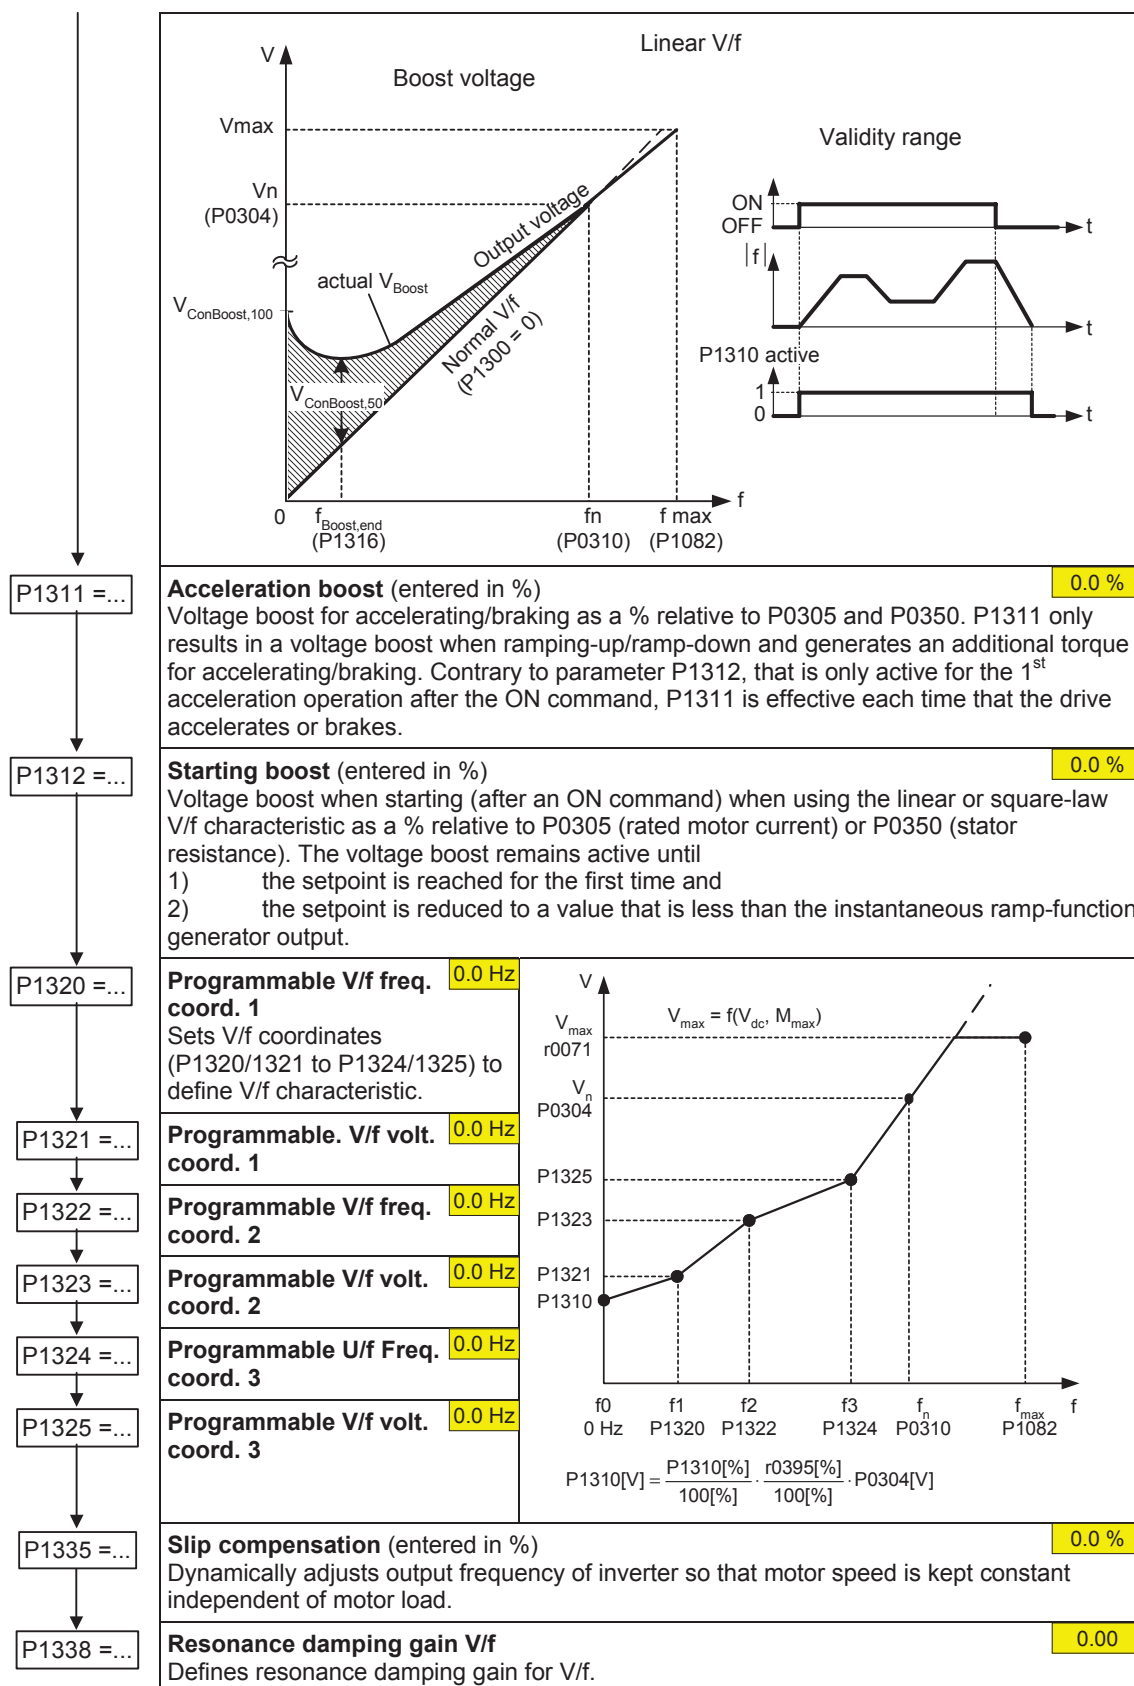 Linear V/f
V
Boost voltage
Vmax
Validity range
Vn
(P0304)
Output voltage
ON
OFF
t
|f|
actual VBoost
VConBoost,100
Normal V/f
(P1300 = 0)
t
P1310 active
VConBoost,50
1
0
t
f
0
fBoost,end
(P1316)
fn
(P0310)
f max
(P1082)
P1311 =...
Acceleration boost (entered in %)
0.0 %
Voltage boost for accelerating/braking as a % relative to P0305 and P0350. P1311 only
results in a voltage boost when ramping-up/ramp-down and generates an additional torque
for accelerating/braking. Contrary to parameter P1312, that is only active for the 1st
acceleration operation after the ON command, P1311 is effective each time that the drive
accelerates or brakes.
P1312 =...
Starting boost (entered in %)
0.0 %
Voltage boost when starting (after an ON command) when using the linear or square-law
V/f characteristic as a % relative to P0305 (rated motor current) or P0350 (stator
resistance). The voltage boost remains active until
1) the setpoint is reached for the first time and
2) the setpoint is reduced to a value that is less than the instantaneous ramp-function
generator output.
P1320 =...
Programmable V/f freq.
coord. 1
0.0 Hz
Sets V/f coordinates
(P1320/1321 to P1324/1325) to
define V/f characteristic.
P1321 =...
Programmable. V/f volt.
coord. 1
0.0 Hz
P1322 =...
Programmable V/f freq.
coord. 2
0.0 Hz
P1323 =...
Programmable V/f volt.
coord. 2
0.0 Hz
P1324 =...
Programmable U/f Freq.
coord. 3
0.0 Hz
P1325 =...
Programmable V/f volt.
coord. 3
0.0 Hz
V
Vmax = f(Vdc, Mmax)
Vmax
r0071
Vn
P0304
P1325
P1323
P1321
P1310
f0 f1 f2 f3 fn fmax f
0 Hz P1320 P1322 P1324 P0310 P1082
P1310[V] = P1310[%]/100[%] · r0395[%]/100[%] · P0304[V]
P1335 =...
Slip compensation (entered in %)
0.0 %
Dynamically adjusts output frequency of inverter so that motor speed is kept constant
independent of motor load.
P1338 =...
Resonance damping gain V/f
0.00
Defines resonance damping gain for V/f.